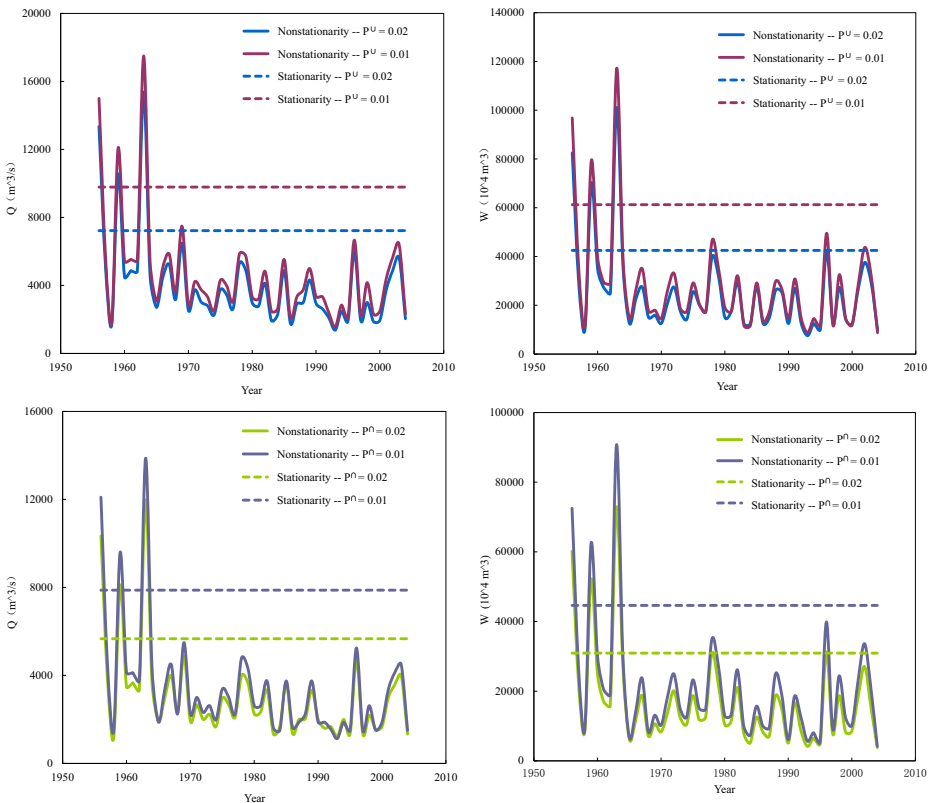 20000
16000
12000
8000
4000
0
Q (m^3/s)
Nonstationarity -- P∪ = 0.02
Nonstationarity -- P∪ = 0.01
Stationarity -- P∪ = 0.02
Stationarity -- P∪ = 0.01
1950 1960 1970 1980 1990 2000 2010
Year
140000
120000
100000
80000
60000
40000
20000
0
W (10^4 m^3)
Nonstationarity -- P∪ = 0.02
Nonstationarity -- P∪ = 0.01
Stationarity -- P∪ = 0.02
Stationarity -- P∪ = 0.01
1950 1960 1970 1980 1990 2000 2010
Year
16000
12000
8000
4000
0
Q (m^3/s)
Nonstationarity -- P∩ = 0.02
Nonstationarity -- P∩ = 0.01
Stationarity -- P∩ = 0.02
Stationarity -- P∩ = 0.01
1950 1960 1970 1980 1990 2000 2010
Year
100000
80000
60000
40000
20000
0
W (10^4 m^3)
Nonstationarity -- P∩ = 0.02
Nonstationarity -- P∩ = 0.01
Stationarity -- P∩ = 0.02
Stationarity -- P∩ = 0.01
1950 1960 1970 1980 1990 2000 2010
Year